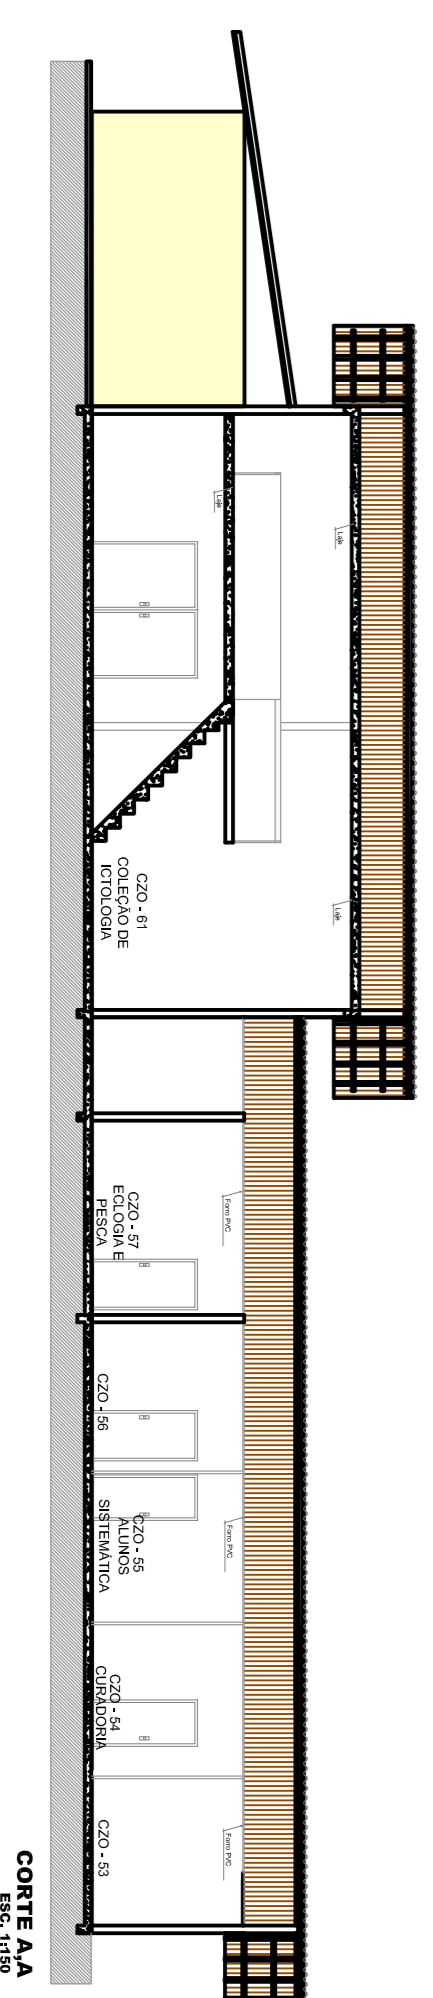 Laje
Laje
Laje
CZO - 61
COLEÇÃO DE
ICTOLOGIA
Forro PVC
CZO - 57
ECLOGIA E
PESCA
CZO - 56
Forro PVC
CZO - 55
ALUNOS
SISTEMÁTICA
CZO - 54
CURADORIA
Forro PVC
CZO - 53
CORTE A,A
ESC. 1:150